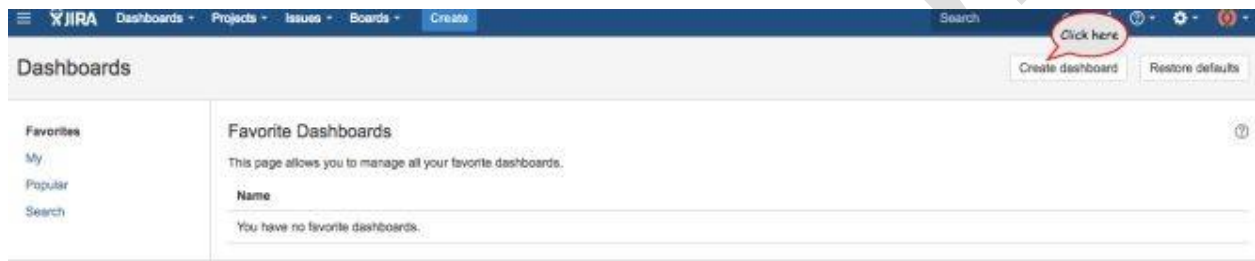 JIRA Dashboards Projects Issues Boards Create Search
Click here
Dashboards Create dashboard Restore defaults
Favorites
My
Popular
Search
Favorite Dashboards
This page allows you to manage all your favorite dashboards.
Name
You have no favorite dashboards.